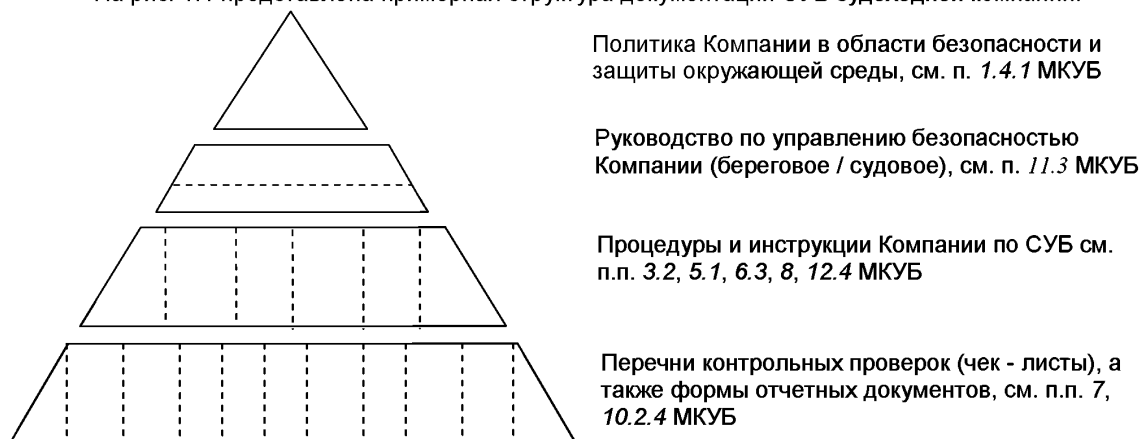 Политика Компании в области безопасности и
защиты окружающей среды, см. п. 1.4.1 МКУБ
Руководство по управлению безопасностью
Компании (береговое / судовое), см. п. 11.3 МКУБ
Процедуры и инструкции Компании по СУБ см.
п.п. 3.2, 5.1, 6.3, 8, 12.4 МКУБ
Перечни контрольных проверок (чек - листы), а
также формы отчетных документов, см. п.п. 7,
10.2.4 МКУБ